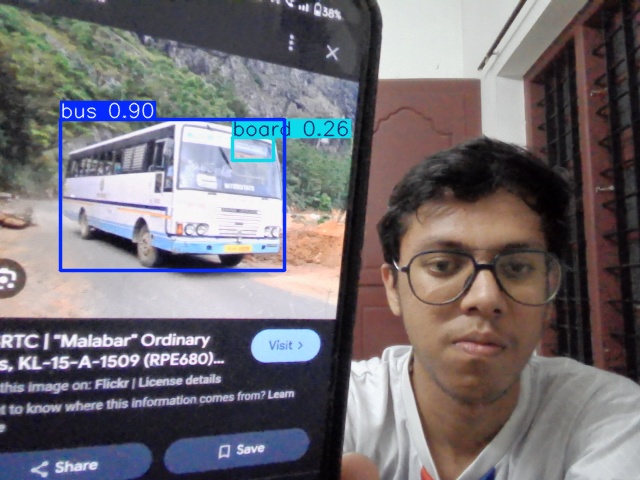 38%
bus 0.90
board 0.26
RTC | "Malabar" Ordinary
s, KL-15-A-1509 (RPE680)...
Visit >
this image on: Flickr | License details
t to know where this information comes from? Learn
e
Share
Save